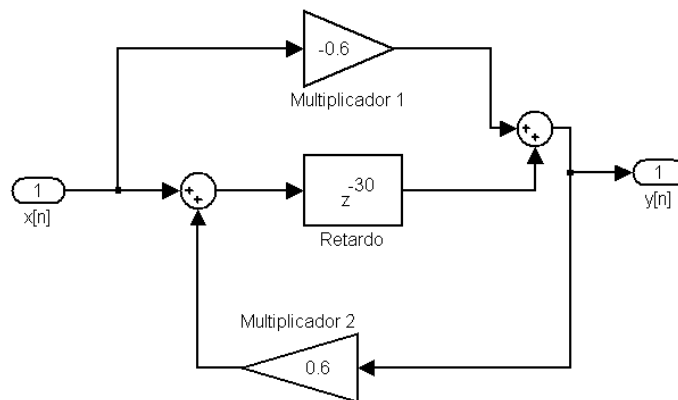 -0.6
Multiplicador 1
+
+
1
x[n]
+
+
z
-30
Retardo
1
y[n]
Multiplicador 2
0.6